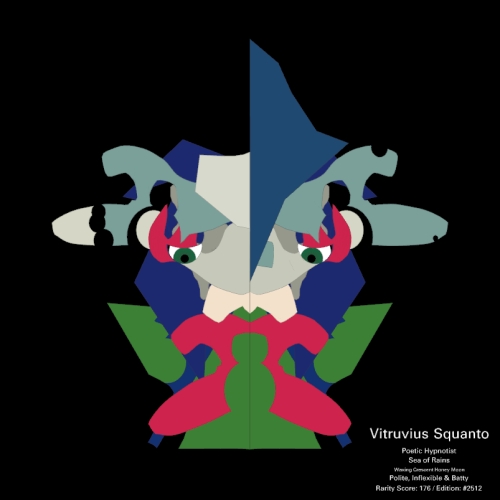 Vitruvius Squanto
Poetic Hypnotist
Sea of Rains
Waxing Crescent Honey Moon
Polite, Inflexible & Batty
Rarity Score: 176 / Edition: #2512